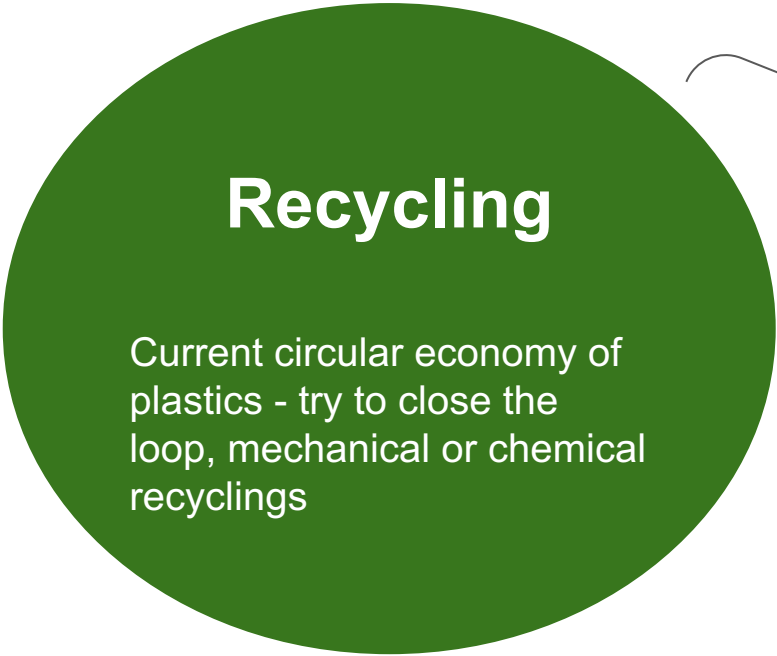 Recycling
Current circular economy of
plastics - try to close the
loop, mechanical or chemical
recyclings